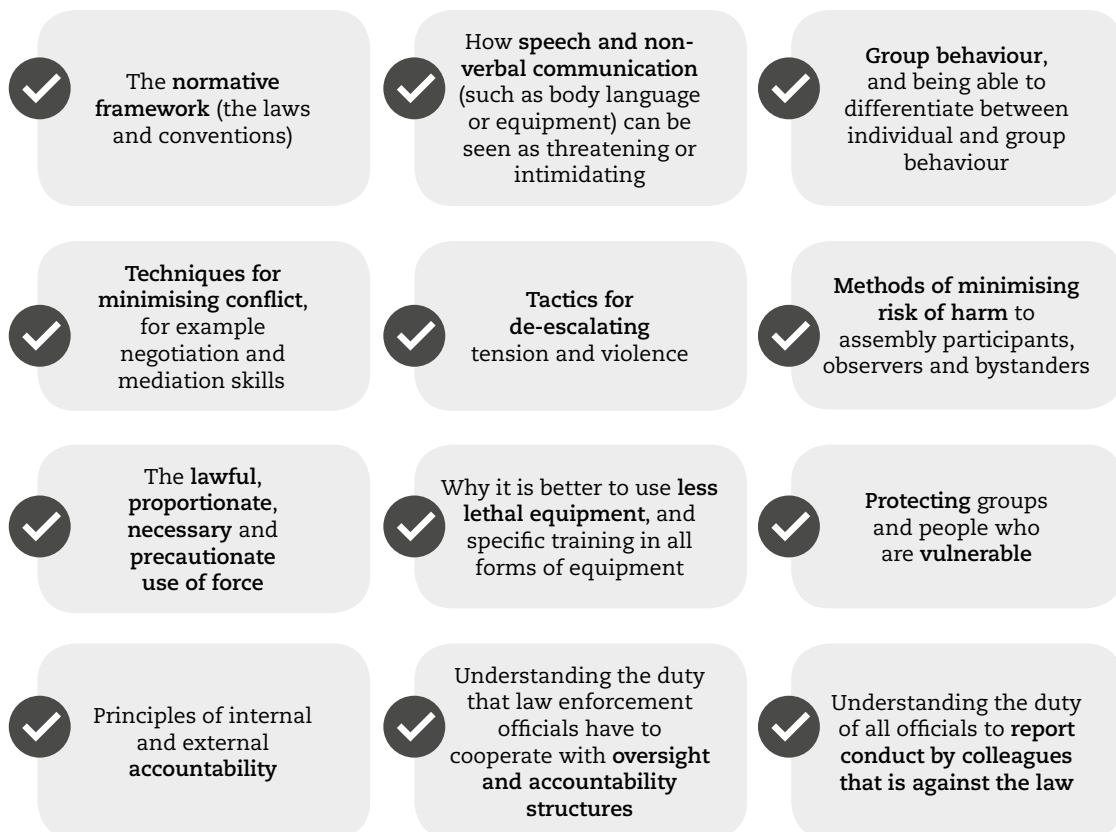 The normative
framework (the laws
and conventions)
How speech and non-
verbal communication
(such as body language
or equipment) can be
seen as threatening or
intimidating
Group behaviour,
and being able to
differentiate between
individual and group
behaviour
Techniques for
minimising conflict,
for example
negotiation and
mediation skills
Tactics for
de-escalating
tension and violence
Methods of minimising
risk of harm to
assembly participants,
observers and bystanders
The lawful,
proportionate,
necessary and
precautionate
use of force
Why it is better to use less
lethal equipment, and
specific training in all
forms of equipment
Protecting groups
and people who
are vulnerable
Principles of internal
and external
accountability
Understanding the duty
that law enforcement
officials have to
cooperate with oversight
and accountability
structures
Understanding the duty
of all officials to report
conduct by colleagues
that is against the law